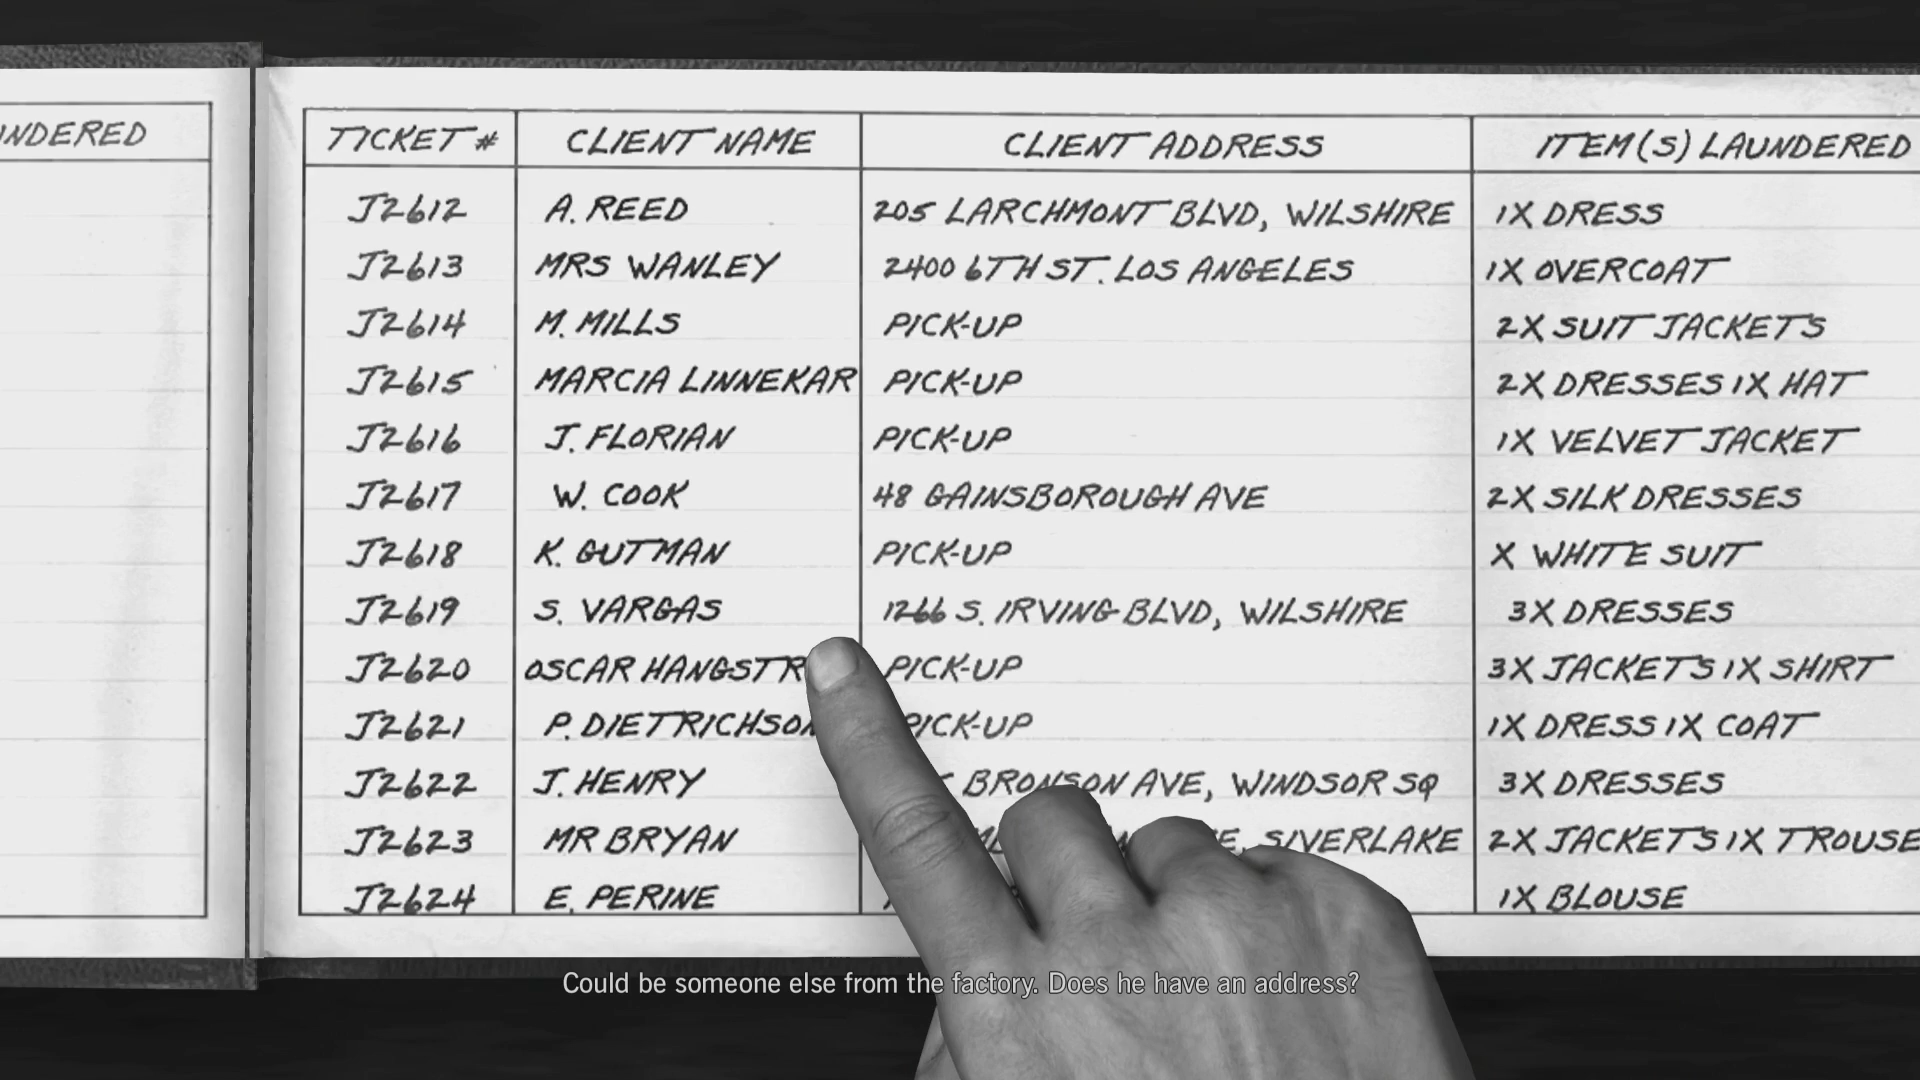 UNDERED
TICKET # CLIENT NAME CLIENT ADDRESS ITEM(S) LAUNDERED
J2612 A. REED 205 LARCHMONT BLVD, WILSHIRE 1X DRESS
J2613 MRS WANLEY 2400 6TH ST. LOS ANGELES 1X OVERCOAT
J2614 M. MILLS PICK-UP 2X SUIT JACKETS
J2615 MARCIA LINNEKAR PICK-UP 2X DRESSES 1X HAT
J2616 J. FLORIAN PICK-UP 1X VELVET JACKET
J2617 W. COOK 48 GAINSBOROUGH AVE 2X SILK DRESSES
J2618 K. GUTMAN PICK-UP X WHITE SUIT
J2619 S. VARGAS 1266 S. IRVING BLVD, WILSHIRE 3X DRESSES
J2620 OSCAR HANGSTR PICK-UP 3X JACKETS 1X SHIRT
J2621 P. DIETRICHSON PICK-UP 1X DRESS 1X COAT
J2622 J. HENRY BRONSON AVE, WINDSOR SQ 3X DRESSES
J2623 MR BRYAN SIVERLAKE 2X JACKETS 1X TROUSE
J2624 E. PERINE 1X BLOUSE
Could be someone else from the factory. Does he have an address?